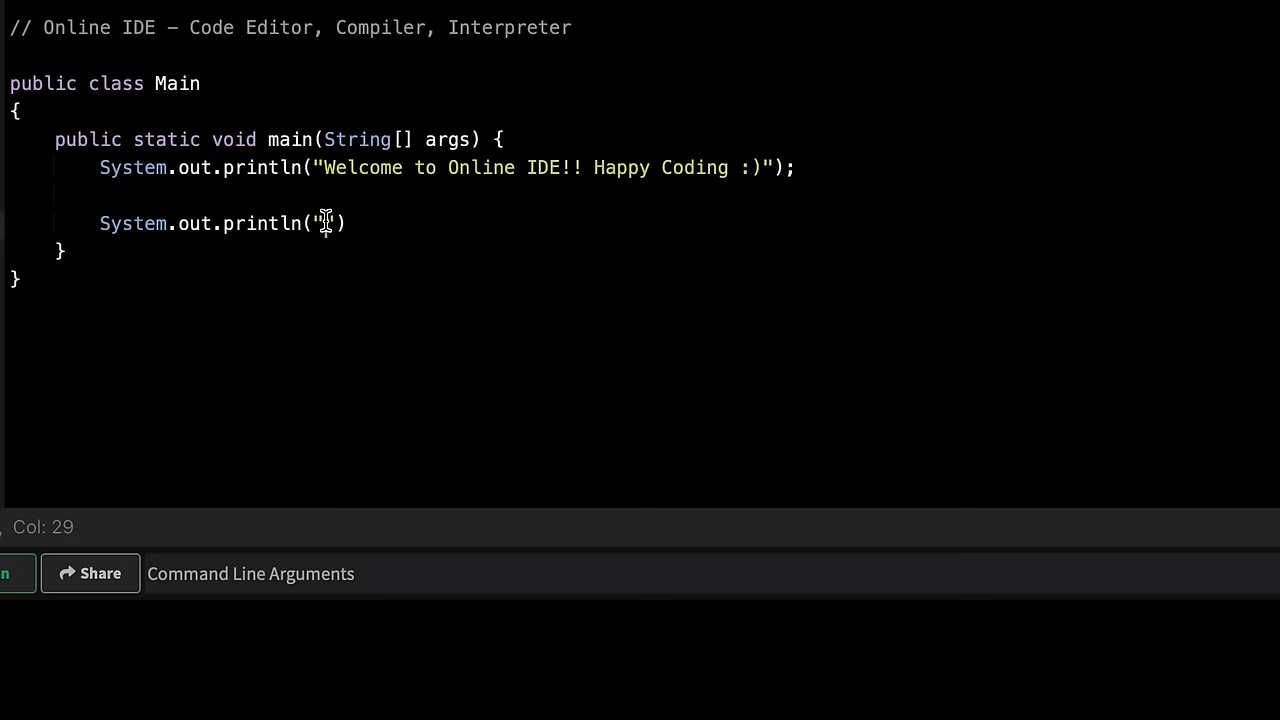 // Online IDE - Code Editor, Compiler, Interpreter
public class Main
{
public static void main(String[] args) {
System.out.println("Welcome to Online IDE!! Happy Coding :)");
System.out.println("")
}
}
, Col: 29
n Share Command Line Arguments